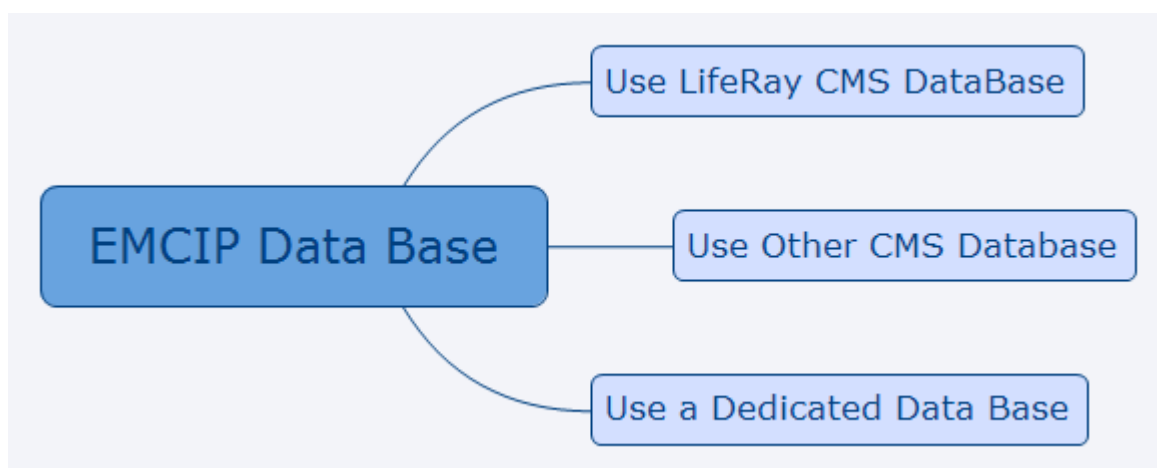 Use LifeRay CMS DataBase
EMCIP Data Base
Use Other CMS Database
Use a Dedicated Data Base